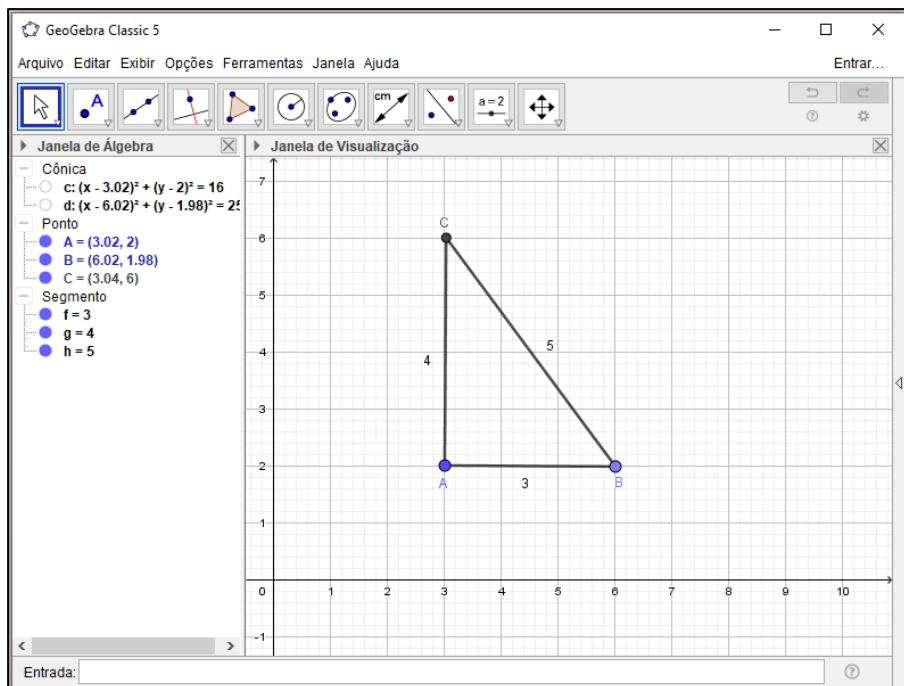 GeoGebra Classic 5
Arquivo Editar Exibir Opções Ferramentas Janela Ajuda Entrar...
A cm a = 2
Janela de Álgebra
Cônica
c: (x - 3.02)² + (y - 2)² = 16
d: (x - 6.02)² + (y - 1.98)² = 25
Ponto
A = (3.02, 2)
B = (6.02, 1.98)
C = (3.04, 6)
Segmento
f = 3
g = 4
h = 5
Janela de Visualização
7
C
6
5
5
4
4
3
2
A
3
B
1
0 1 2 3 4 5 6 7 8 9 10
-1
Entrada: